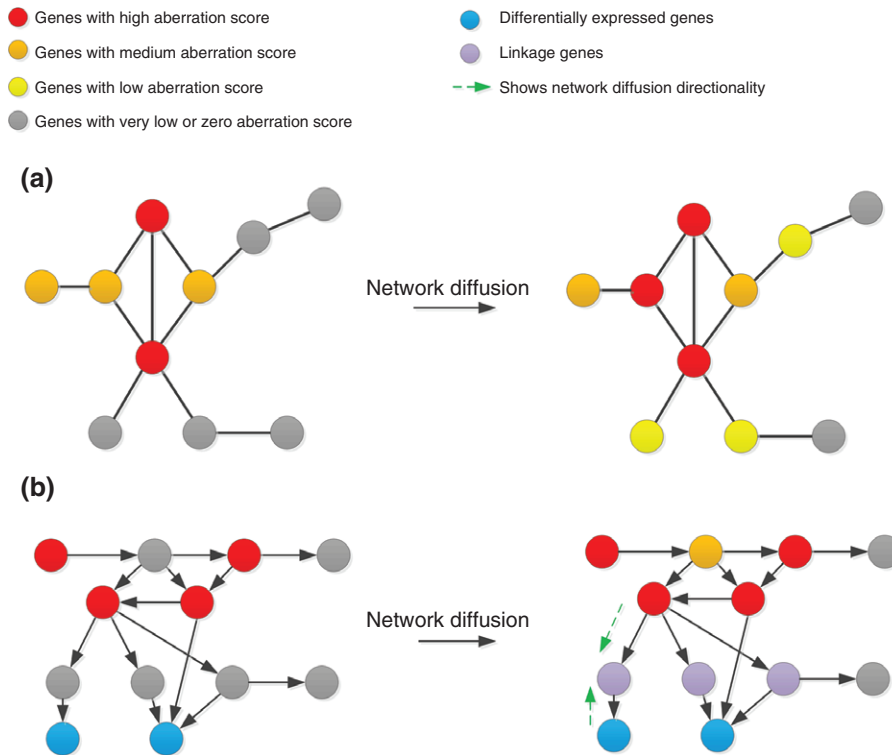 Genes with high aberration score
Genes with medium aberration score
Genes with low aberration score
Genes with very low or zero aberration score
Differentially expressed genes
Linkage genes
Shows network diffusion directionality
(a)
Network diffusion
(b)
Network diffusion